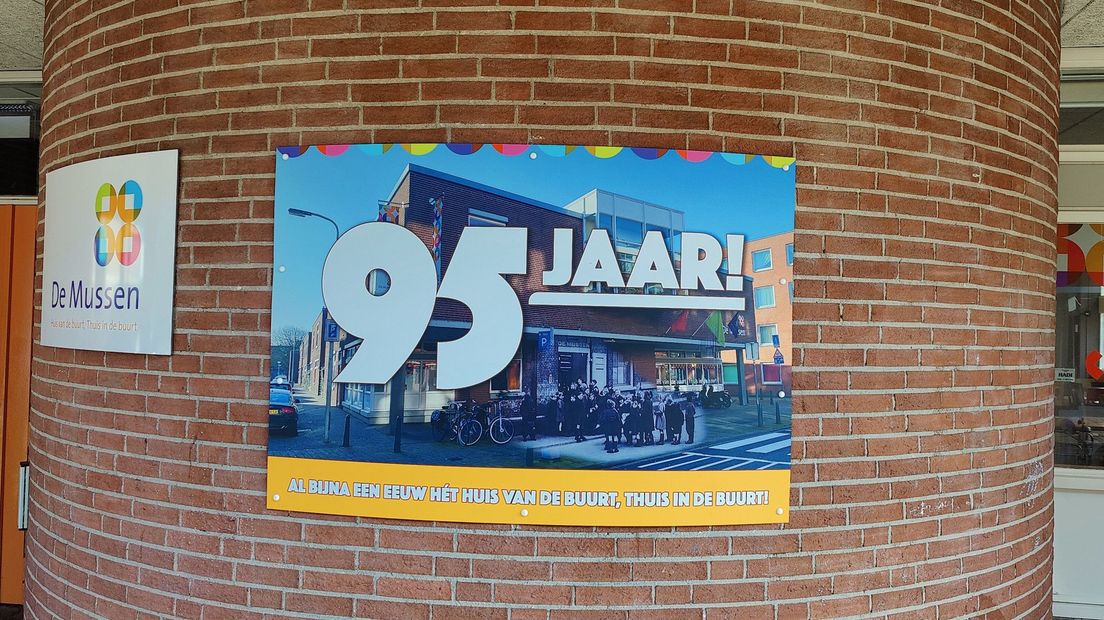 De Mussen
Huis van de buurt, Thuis in de buurt
95 JAAR!
P
P
DE MUSSEN
AL BIJNA EEN EEUW HÉT HUIS VAN DE BUURT, THUIS IN DE BUURT!
HADI